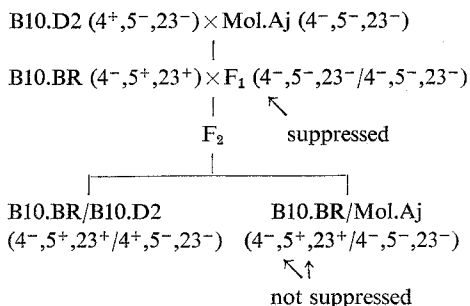 B10.D2 (4⁺,5⁻,23⁻) × Mol.Aj (4⁻,5⁻,23⁻)
B10.BR (4⁻,5⁺,23⁺) × F₁ (4⁻,5⁻,23⁻/4⁻,5⁻,23⁻)
F₂ suppressed
B10.BR/B10.D2 B10.BR/Mol.Aj
(4⁻,5⁺,23⁺/4⁺,5⁻,23⁻) (4⁻,5⁺,23⁺/4⁻,5⁻,23⁻)
not suppressed